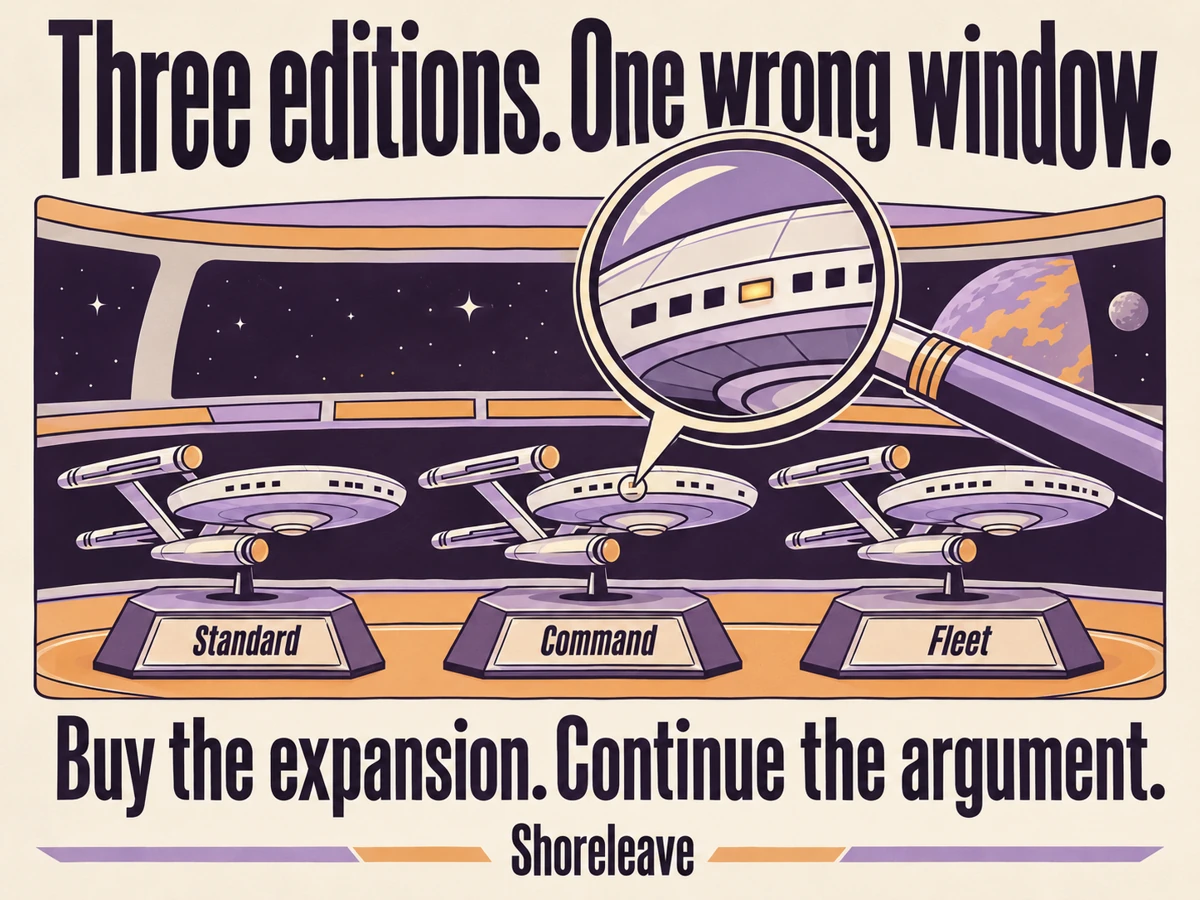 Three editions. One wrong window.
Standard
Command
Fleet
Buy the expansion. Continue the argument.
Shoreleave